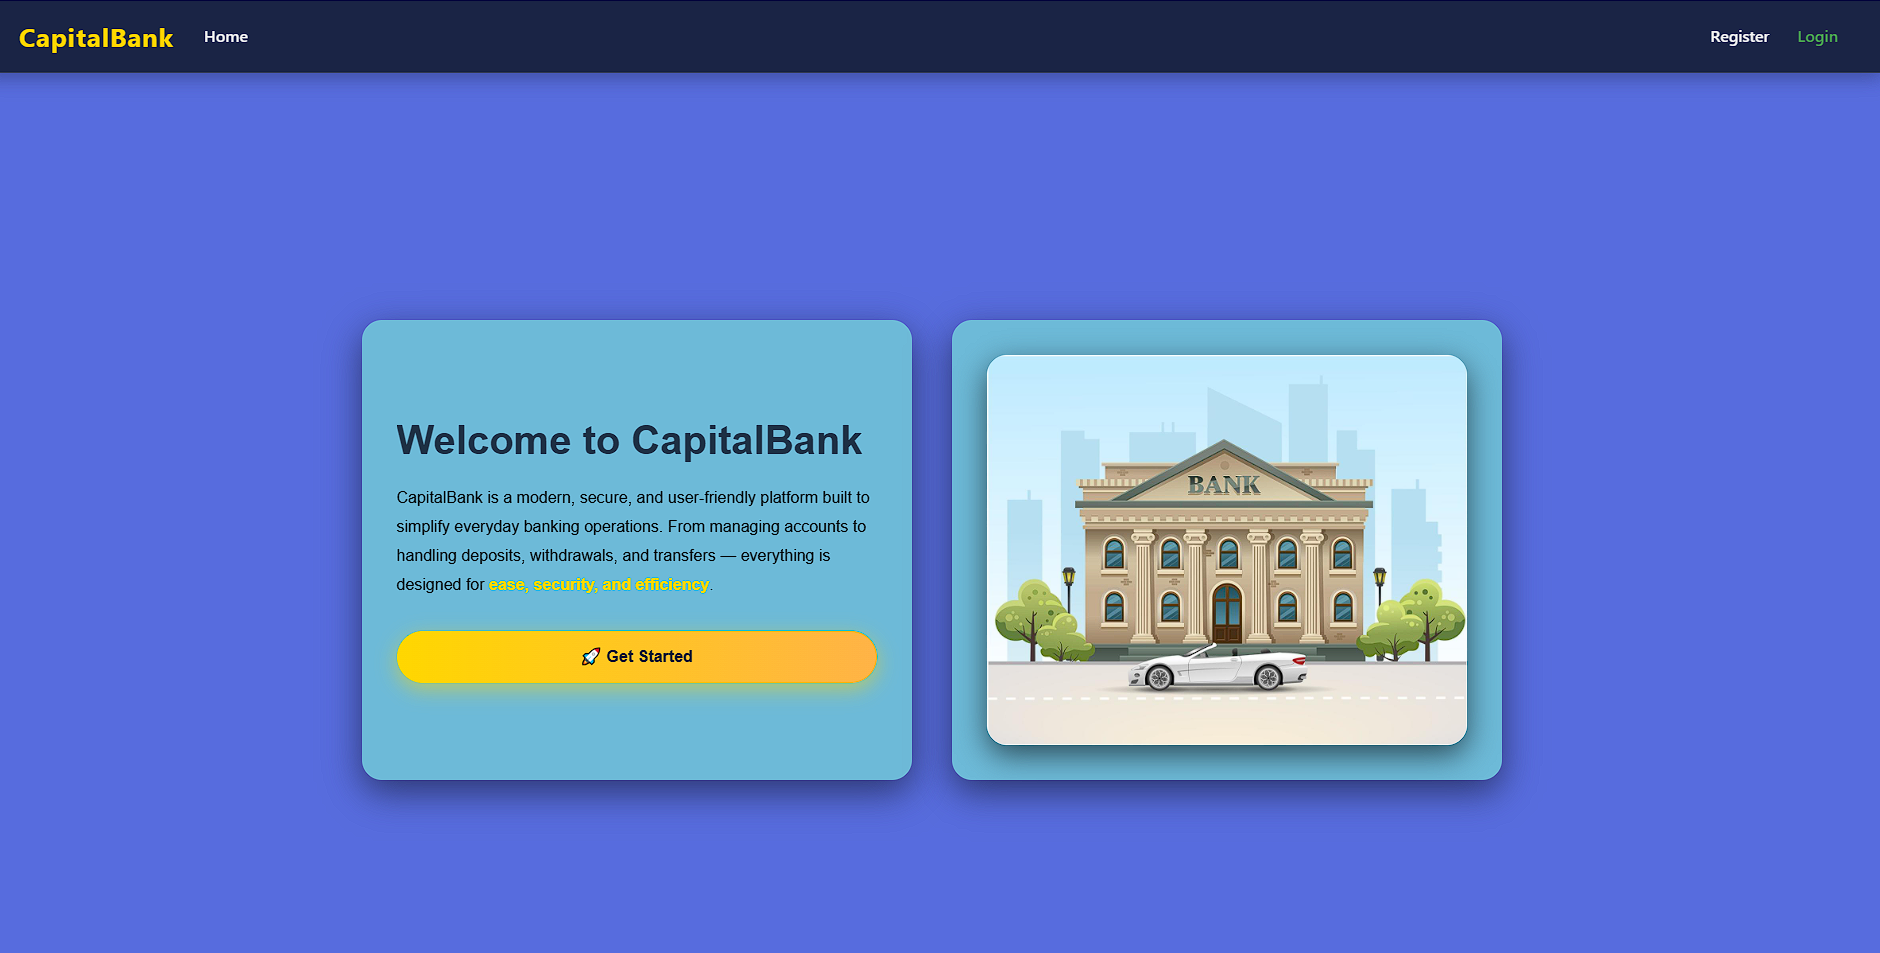 CapitalBank
Home
Register
Login
Welcome to CapitalBank
CapitalBank is a modern, secure, and user-friendly platform built to
simplify everyday banking operations. From managing accounts to
handling deposits, withdrawals, and transfers — everything is
designed for ease, security, and efficiency.
🚀 Get Started
BANK